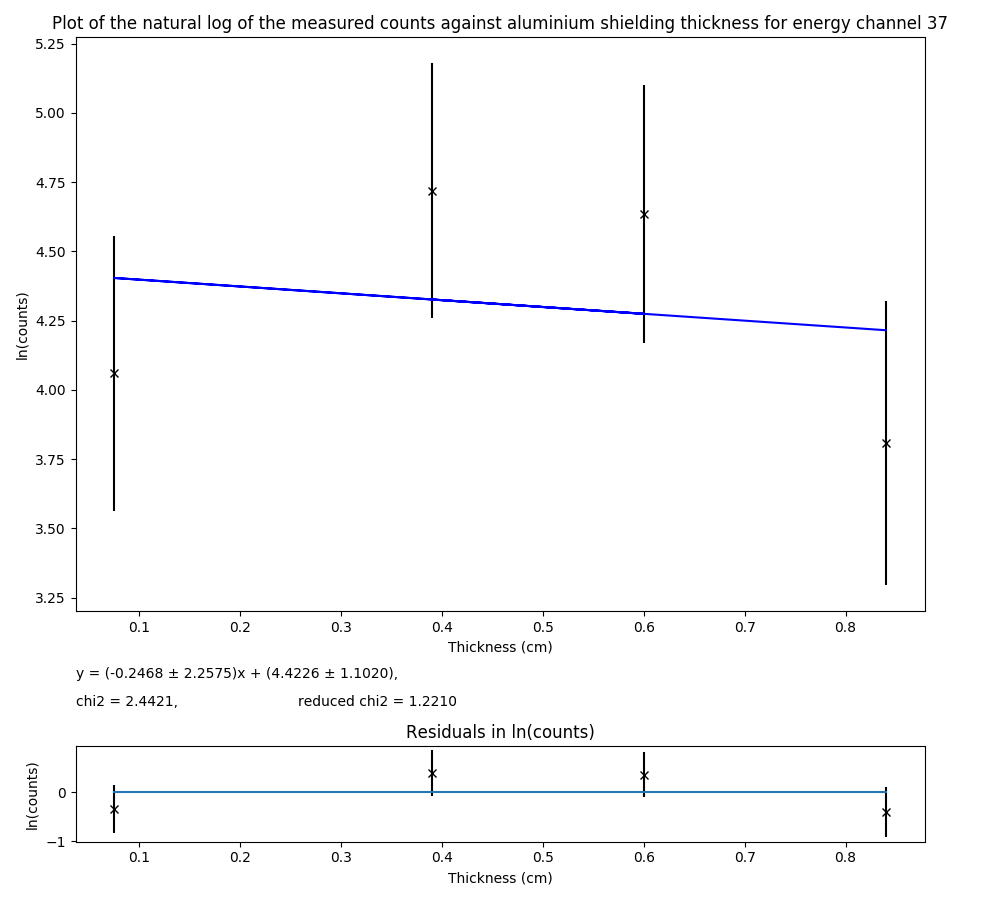 Plot of the natural log of the measured counts against aluminium shielding thickness for energy channel 37
5.25
5.00
4.75
4.50
4.25
4.00
3.75
3.50
3.25
ln(counts)
0.1 0.2 0.3 0.4 0.5 0.6 0.7 0.8
Thickness (cm)
y = (-0.2468 ± 2.2575)x + (4.4226 ± 1.1020),
chi2 = 2.4421, reduced chi2 = 1.2210
Residuals in ln(counts)
0
−1
ln(counts)
0.1 0.2 0.3 0.4 0.5 0.6 0.7 0.8
Thickness (cm)